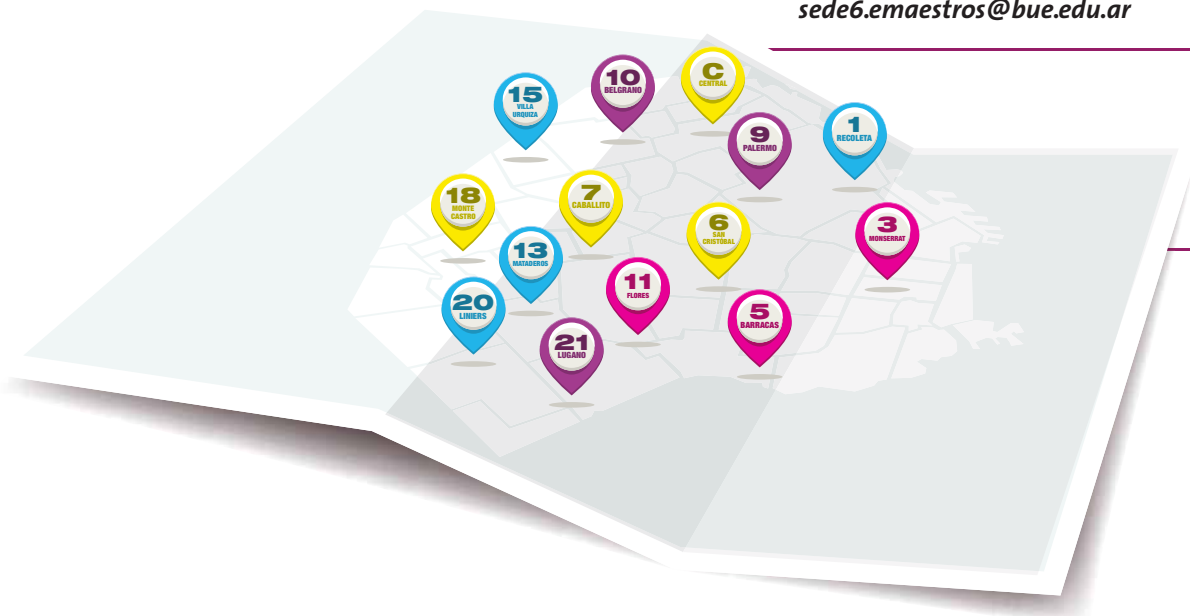 sede6.emaestros@bue.edu.ar
10
BELGRANO
C
CENTRAL
15
VILLA
URQUIZA
9
PALERMO
1
RECOLETA
18
MONTE
CASTRO
7
CABALLITO
6
SAN
CRISTÓBAL
3
MONSERRAT
13
MATADEROS
11
FLORES
20
LINIERS
5
BARRACAS
21
LUGANO